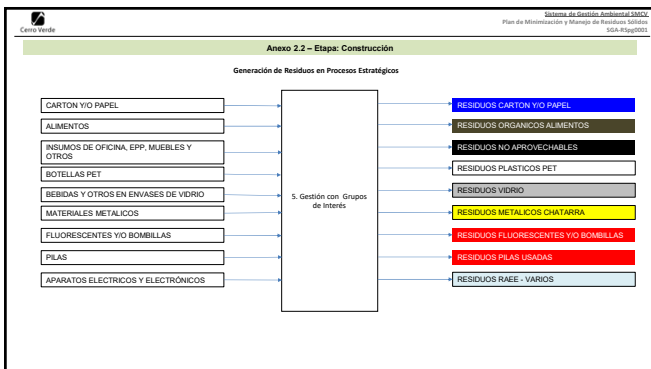 Cerro Verde
Sistema de Gestión Ambiental SMCV
Plan de Minimización y Manejo de Residuos Sólidos
SGA-RSpg0001
Anexo 2.2 – Etapa: Construcción
Generación de Residuos en Procesos Estratégicos
CARTON Y/O PAPEL
ALIMENTOS
INSUMOS DE OFICINA, EPP, MUEBLES Y
OTROS
BOTELLAS PET
BEBIDAS Y OTROS EN ENVASES DE VIDRIO
MATERIALES METALICOS
FLUORESCENTES Y/O BOMBILLAS
PILAS
APARATOS ELECTRICOS Y ELECTRÓNICOS
5. Gestión con Grupos
de Interés
RESIDUOS CARTON Y/O PAPEL
RESIDUOS ORGANICOS ALIMENTOS
RESIDUOS NO APROVECHABLES
RESIDUOS PLASTICOS PET
RESIDUOS VIDRIO
RESIDUOS METALICOS CHATARRA
RESIDUOS FLUORESCENTES Y/O BOMBILLAS
RESIDUOS PILAS USADAS
RESIDUOS RAEE - VARIOS